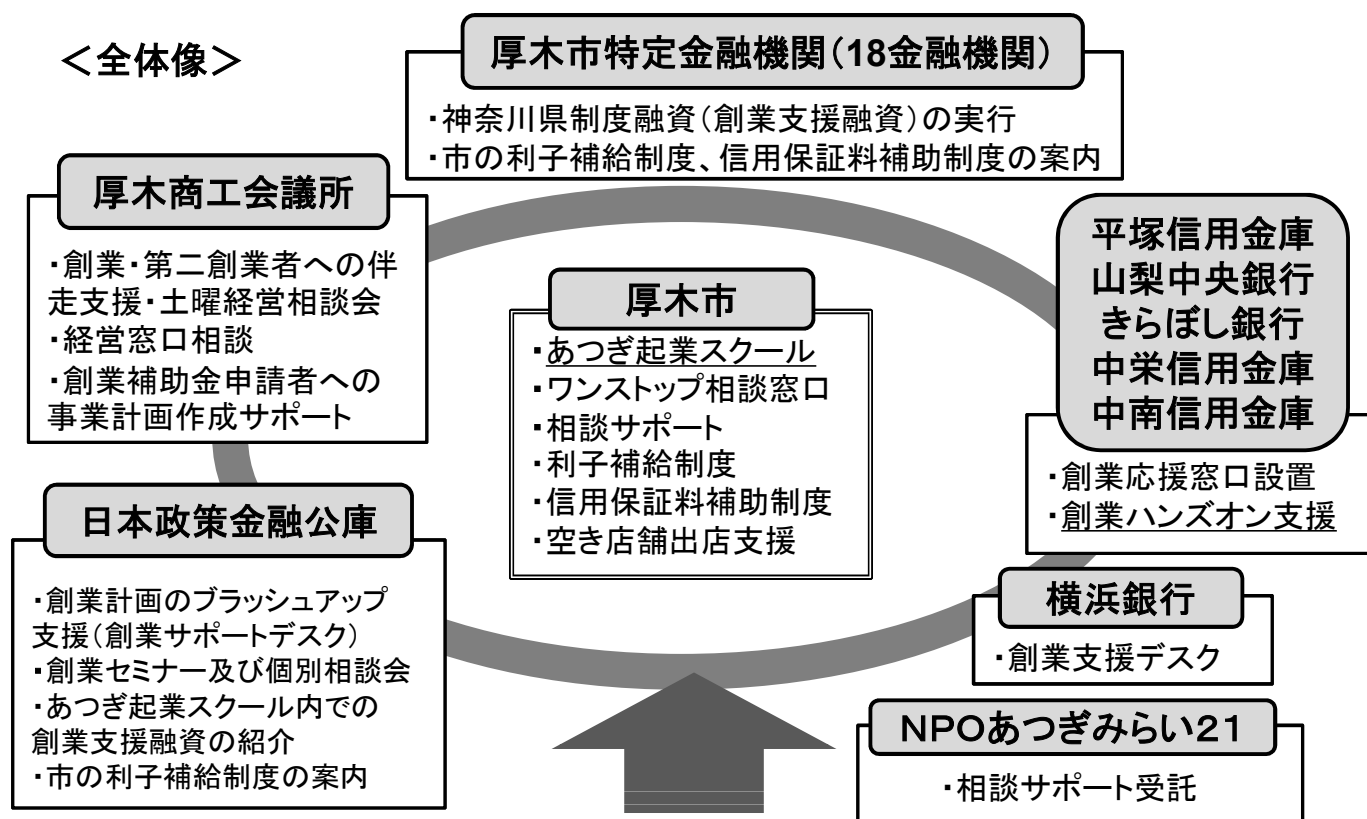 <全体像>
厚木市特定金融機関(18金融機関)
・神奈川県制度融資(創業支援融資)の実行
・市の利子補給制度、信用保証料補助制度の案内
厚木商工会議所
・創業・第二創業者への伴
走支援・土曜経営相談会
・経営窓口相談
・創業補助金申請者への
事業計画作成サポート
厚木市
・あつぎ起業スクール
・ワンストップ相談窓口
・相談サポート
・利子補給制度
・信用保証料補助制度
・空き店舗出店支援
平塚信用金庫
山梨中央銀行
きらぼし銀行
中栄信用金庫
中南信用金庫
・創業応援窓口設置
・創業ハンズオン支援
日本政策金融公庫
・創業計画のブラッシュアップ
支援(創業サポートデスク)
・創業セミナー及び個別相談会
・あつぎ起業スクール内での
創業支援融資の紹介
・市の利子補給制度の案内
横浜銀行
・創業支援デスク
NPOあつぎみらい21
・相談サポート受託